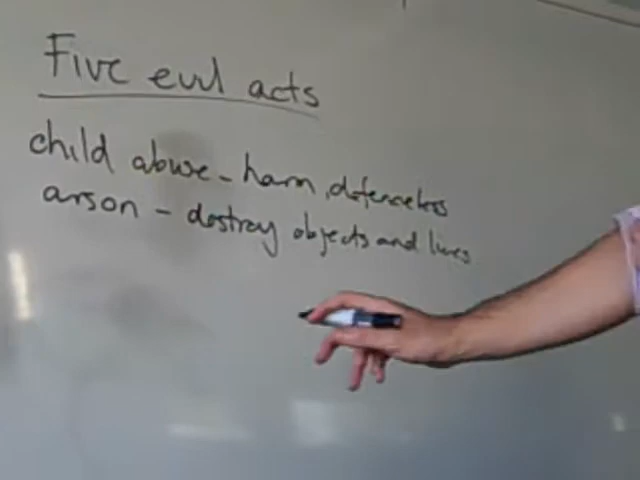 Five evil acts
child abuse - harm, defenceless
arson - destroy objects and lives